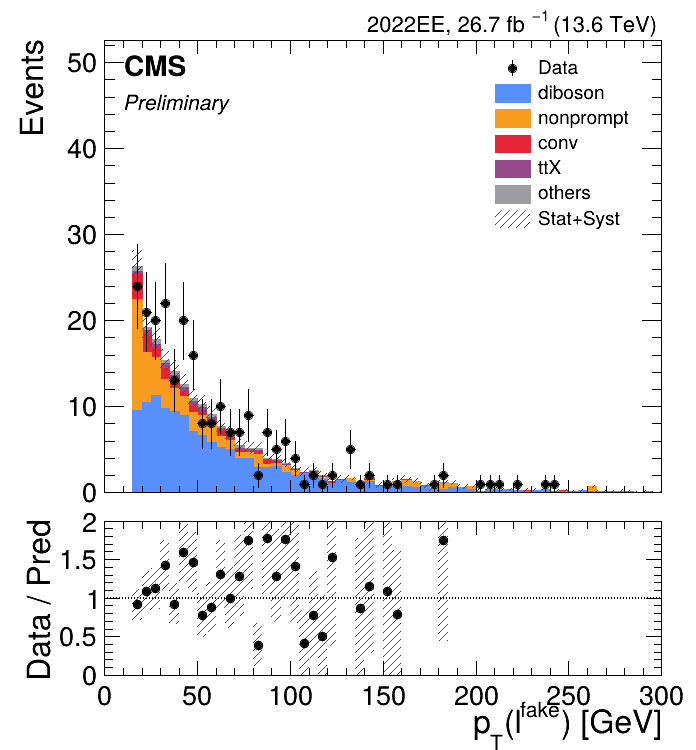 2022EE, 26.7 fb⁻¹ (13.6 TeV)
Events
50
40
30
20
10
0
CMS
Preliminary
Data
diboson
nonprompt
conv
ttX
others
Stat+Syst
Data / Pred
2
1.5
1
0.5
0
0 50 100 150 200 250 300
p_T(l^fake) [GeV]